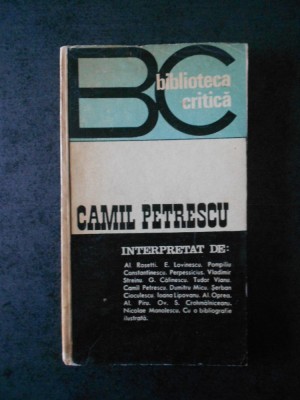 BC
biblioteca
critică
CAMIL PETRESCU
INTERPRETAT DE:
Al. Rosetti. E. Lovinescu. Pompiliu
Constantinescu. Perpessicius. Vladimir
Streinu. G. Călinescu. Tudor Vianu.
Camil Petrescu. Dumitru Micu. Șerban
Cioculescu. Ioana Lipovanu. Al. Oprea.
Al. Piru. Ov. S. Crohmălniceanu.
Nicolae Manolescu. Cu o bibliografie
ilustrată.